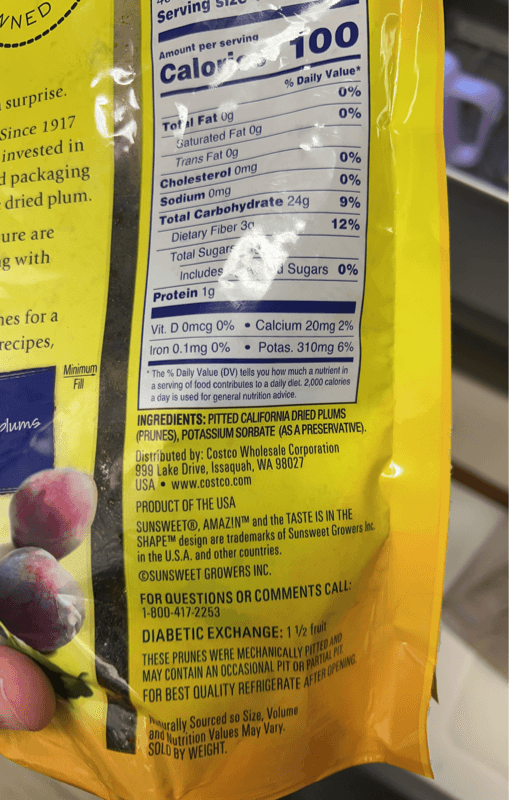 NNED
surprise.
Since 1917
invested in
packaging
dried plum.
ure are
g with
es for a
recipes,
Minimum
Fill
plums
Serving
Amount per serving
Calories 100
% Daily Value*
Total Fat 0g 0%
Saturated Fat 0g 0%
Trans Fat 0g
Cholesterol 0mg 0%
Sodium 0mg 0%
Total Carbohydrate 24g 9%
Dietary Fiber 3g 12%
Total Sugars
Includes Sugars 0%
Protein 1g
Vit. D 0mcg 0% • Calcium 20mg 2%
Iron 0.1mg 0% • Potas. 310mg 6%
* The % Daily Value (DV) tells you how much a nutrient in
a serving of food contributes to a daily diet. 2,000 calories
a day is used for general nutrition advice.
INGREDIENTS: PITTED CALIFORNIA DRIED PLUMS
(PRUNES), POTASSIUM SORBATE (AS A PRESERVATIVE).
Distributed by: Costco Wholesale Corporation
999 Lake Drive, Issaquah, WA 98027
USA • www.costco.com
PRODUCT OF THE USA
SUNSWEET®, AMAZIN™ and the TASTE IS IN THE
SHAPE™ design are trademarks of Sunsweet Growers Inc.
in the U.S.A. and other countries.
©SUNSWEET GROWERS INC.
FOR QUESTIONS OR COMMENTS CALL:
1-800-417-2253
DIABETIC EXCHANGE: 1 1/2 fruit
THESE PRUNES WERE MECHANICALLY PITTED AND
MAY CONTAIN AN OCCASIONAL PIT OR PARTIAL PIT.
FOR BEST QUALITY REFRIGERATE AFTER OPENING.
Naturally Sourced so Size, Volume
and Nutrition Values May Vary.
SOLD BY WEIGHT.